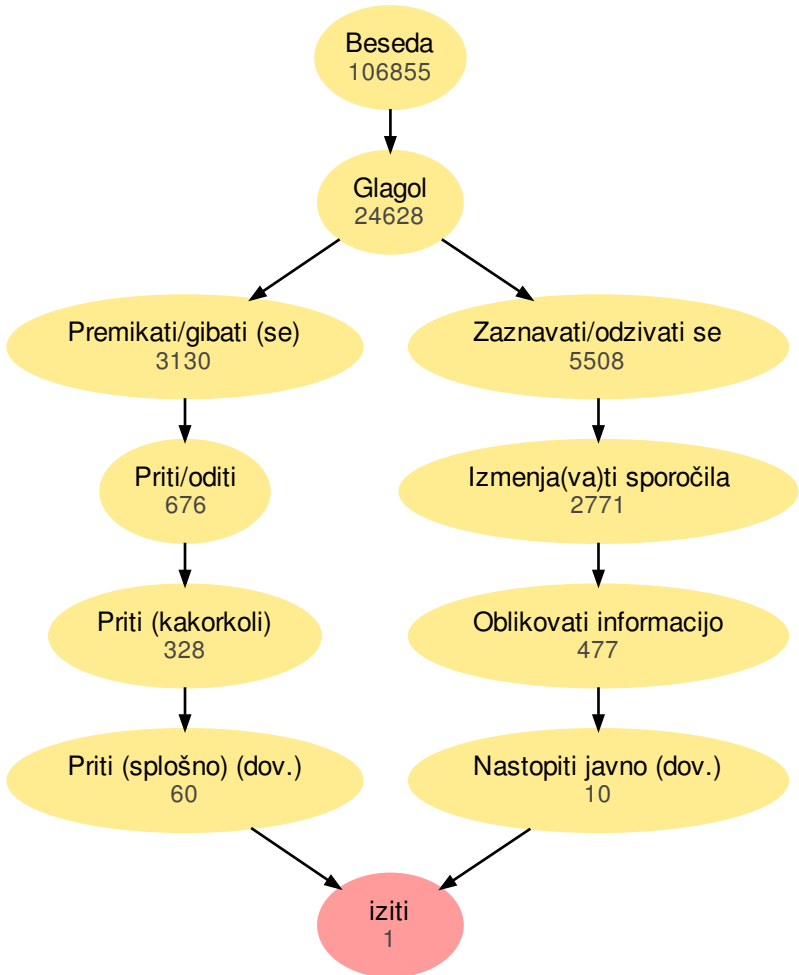 Beseda
106855
Glagol
24628
Premikati/gibati (se)
3130
Zaznavati/odzivati se
5508
Priti/oditi
676
Izmenja(va)ti sporočila
2771
Priti (kakorkoli)
328
Oblikovati informacijo
477
Priti (splošno) (dov.)
60
Nastopiti javno (dov.)
10
iziti
1